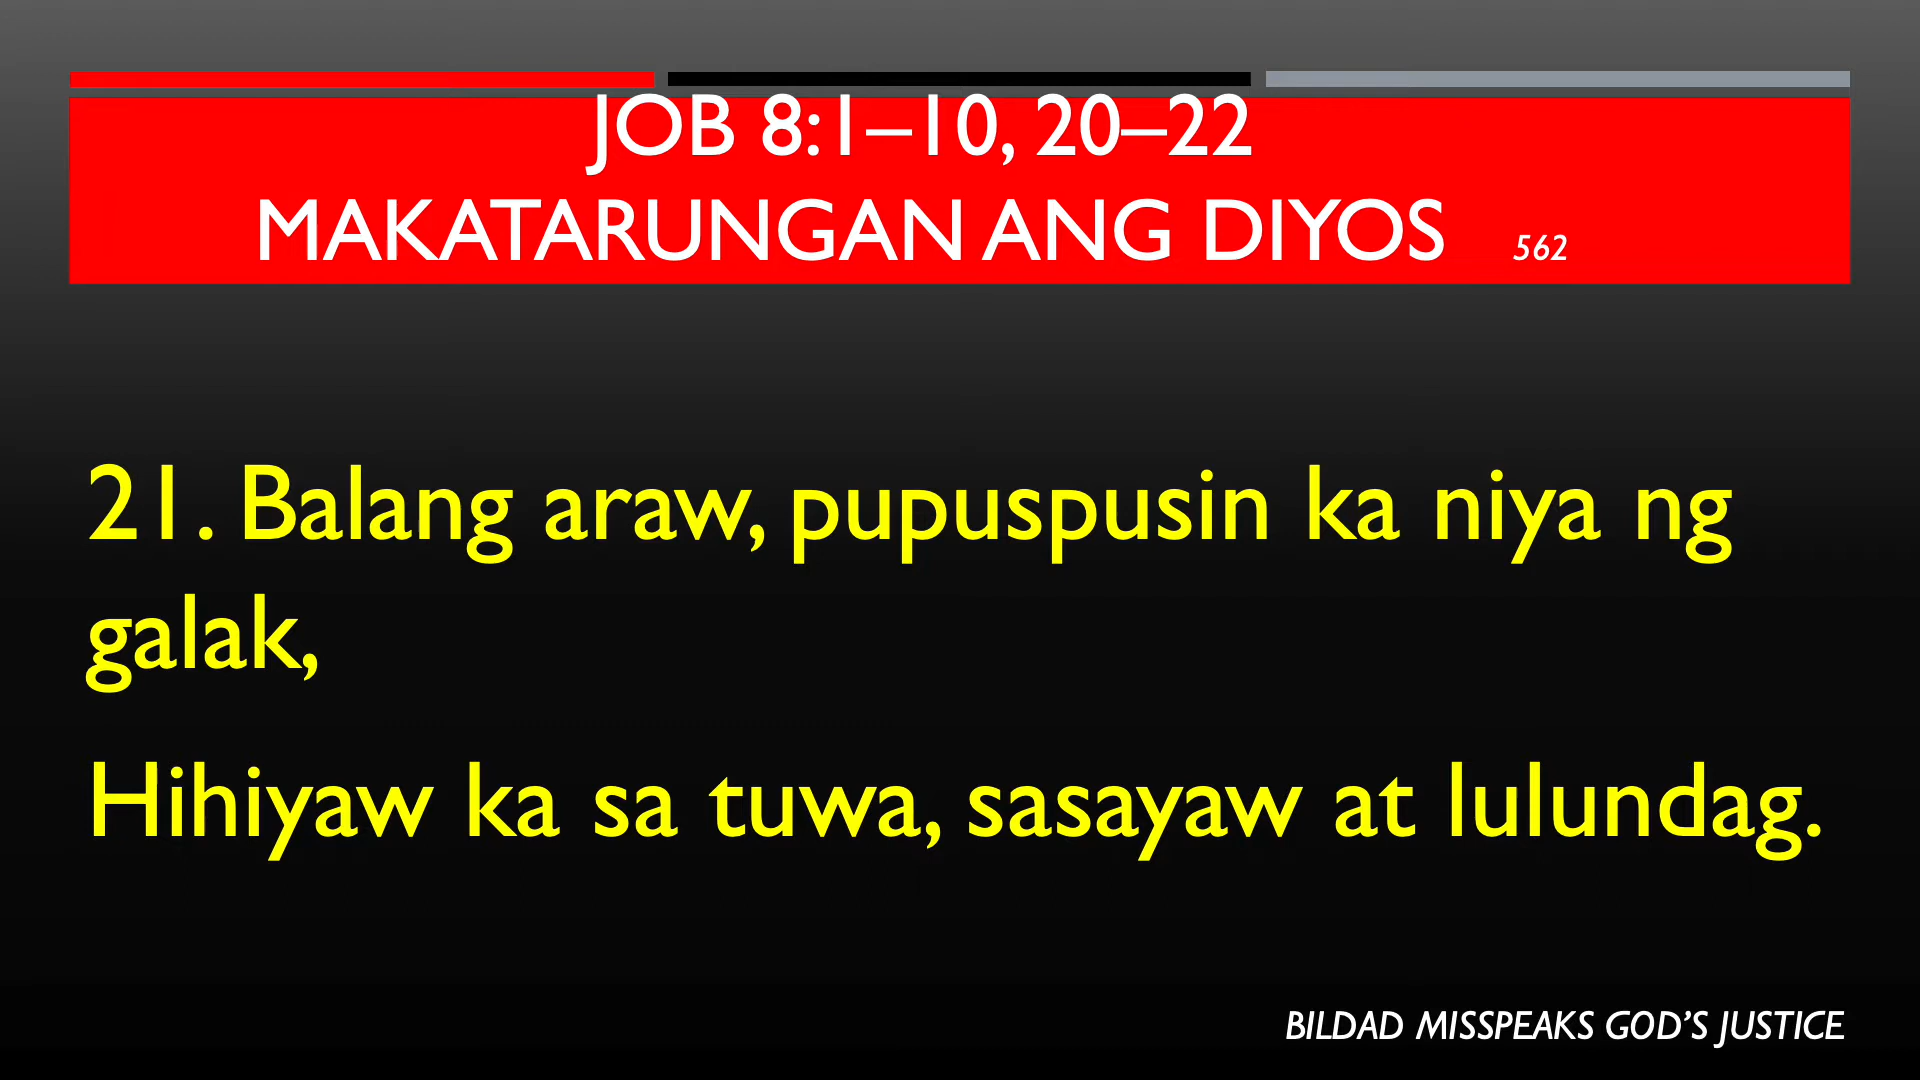 JOB 8:1–10, 20–22
MAKATARUNGAN ANG DIYOS 562
21. Balang araw, pupuspusin ka niya ng
galak,
Hihiyaw ka sa tuwa, sasayaw at lulundag.
BILDAD MISSPEAKS GOD’S JUSTICE